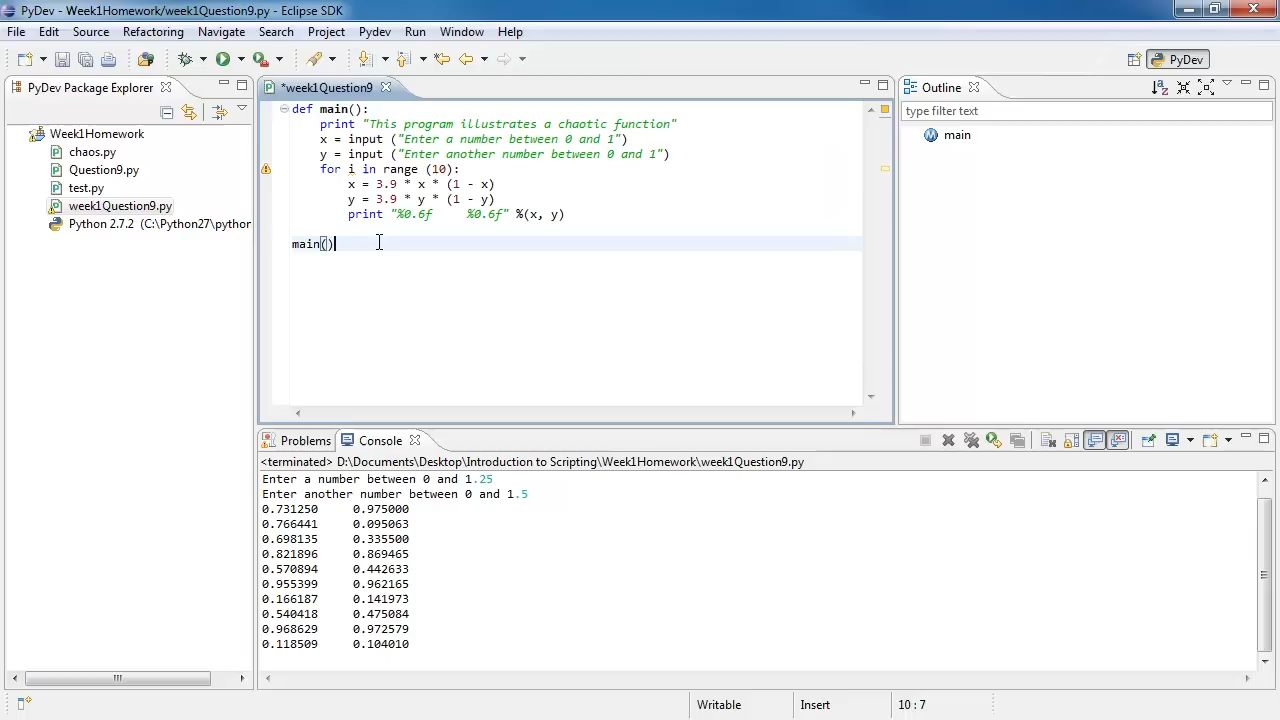 PyDev - Week1Homework/week1Question9.py - Eclipse SDK
File Edit Source Refactoring Navigate Search Project Pydev Run Window Help
PyDev
PyDev Package Explorer
Week1Homework
chaos.py
Question9.py
test.py
week1Question9.py
Python 2.7.2 (C:\Python27\python
*week1Question9
def main():
print "This program illustrates a chaotic function"
x = input ("Enter a number between 0 and 1")
y = input ("Enter another number between 0 and 1")
for i in range (10):
x = 3.9 * x * (1 - x)
y = 3.9 * y * (1 - y)
print "%0.6f     %0.6f" %(x, y)
main()
Outline
type filter text
main
Problems Console
<terminated> D:\Documents\Desktop\Introduction to Scripting\Week1Homework\week1Question9.py
Enter a number between 0 and 1.25
Enter another number between 0 and 1.5
0.731250     0.975000
0.766441     0.095063
0.698135     0.335500
0.821896     0.869465
0.570894     0.442633
0.955399     0.962165
0.166187     0.141973
0.540418     0.475084
0.968629     0.972579
0.118509     0.104010
Writable Insert 10 : 7